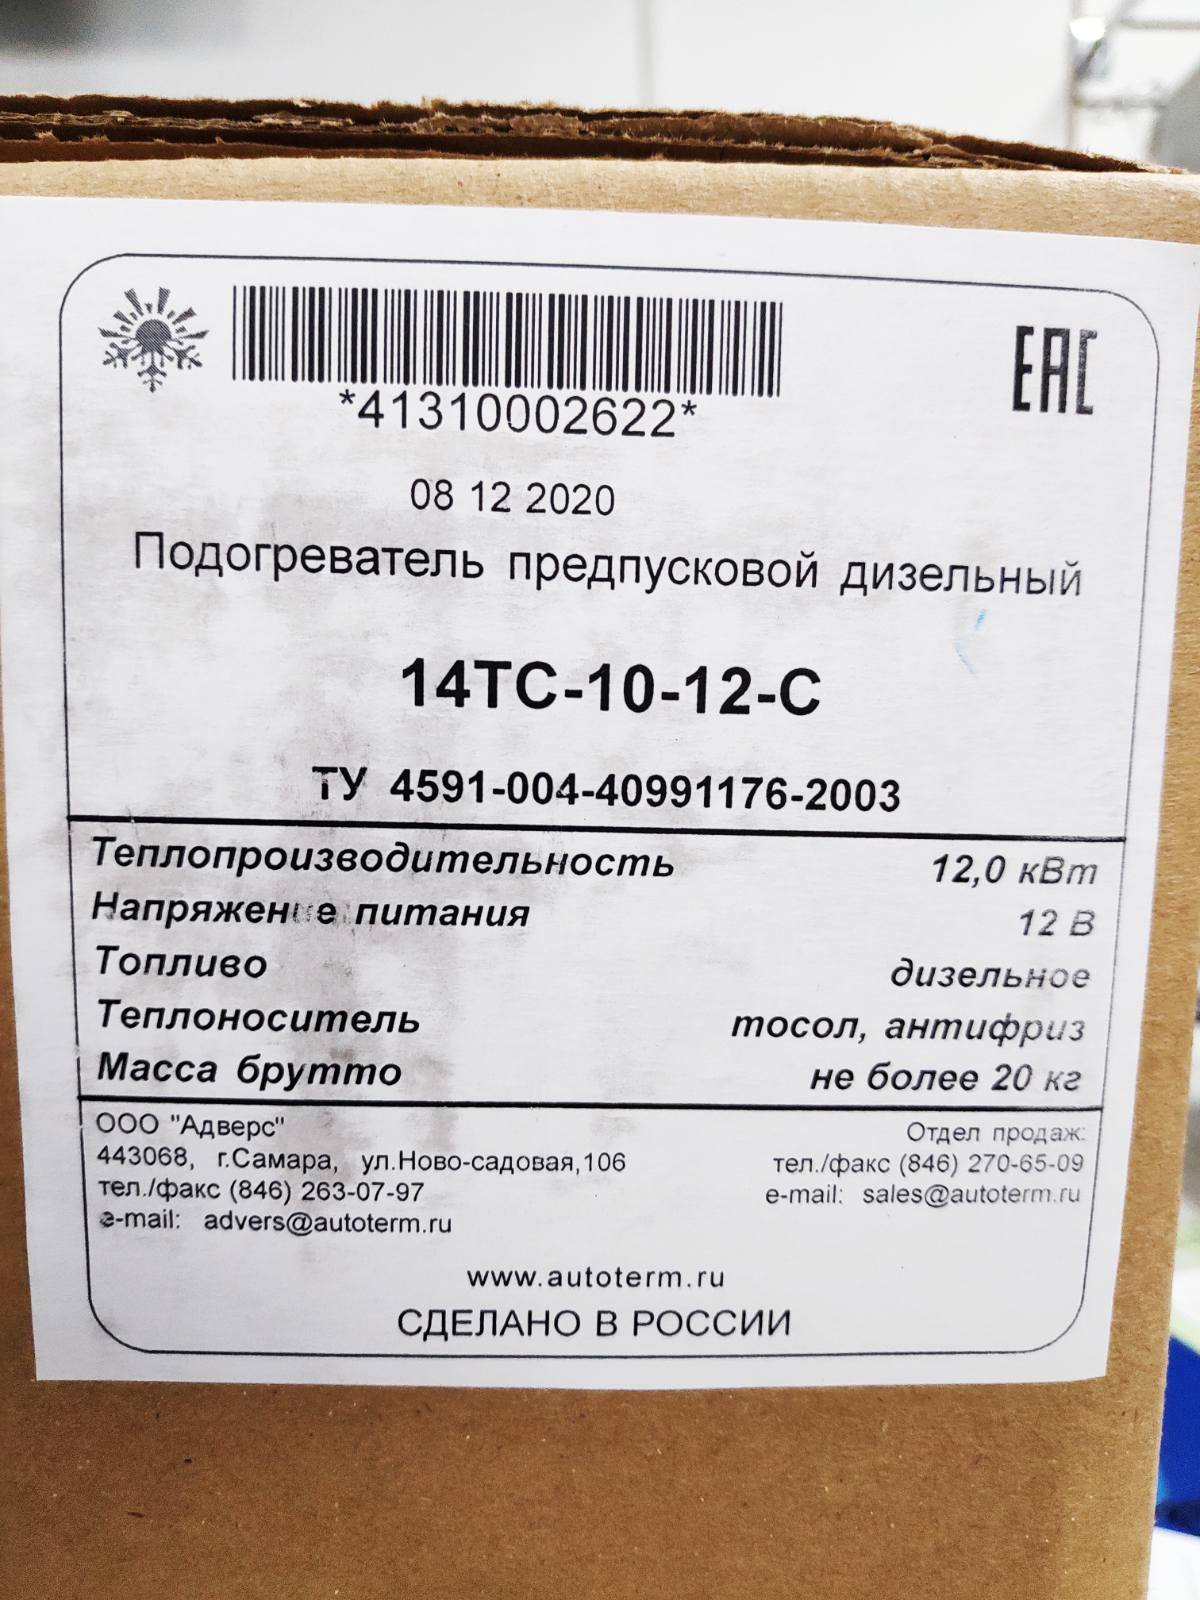 *41310002622*
EAC
08 12 2020
Подогреватель предпусковой дизельный
14ТС-10-12-С
ТУ 4591-004-40991176-2003
Теплопроизводительность 12,0 кВт
Напряжение питания 12 В
Топливо дизельное
Теплоноситель тосол, антифриз
Масса брутто не более 20 кг
ООО "Адверс"
443068, г.Самара, ул.Ново-садовая,106
тел./факс (846) 263-07-97
e-mail: advers@autoterm.ru
Отдел продаж:
тел./факс (846) 270-65-09
e-mail: sales@autoterm.ru
www.autoterm.ru
СДЕЛАНО В РОССИИ